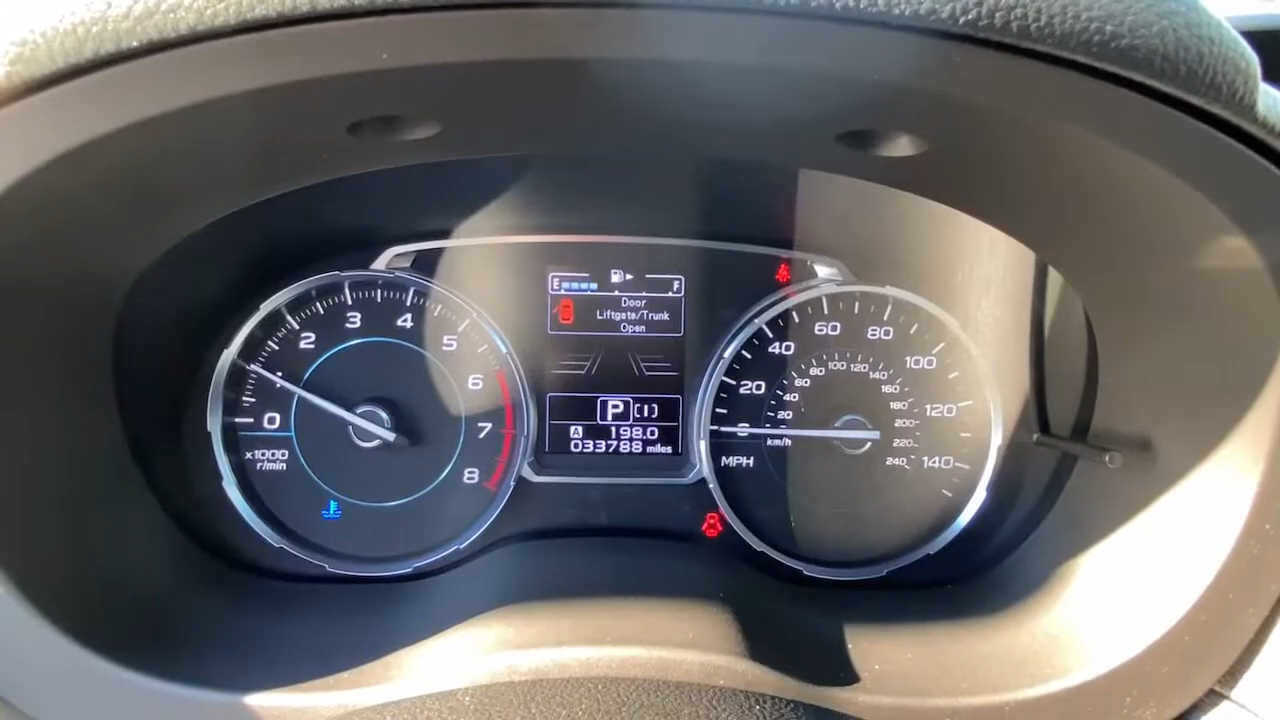 E F
Door
Liftgate/Trunk
Open
P [1]
A 198.0
033788 miles
0 2 3 4 5 6 7 8
x1000
r/min
0 20 40 60 80 100 120 140
MPH
20 40 60 80 100 120 140 160 180 200 220 240
km/h